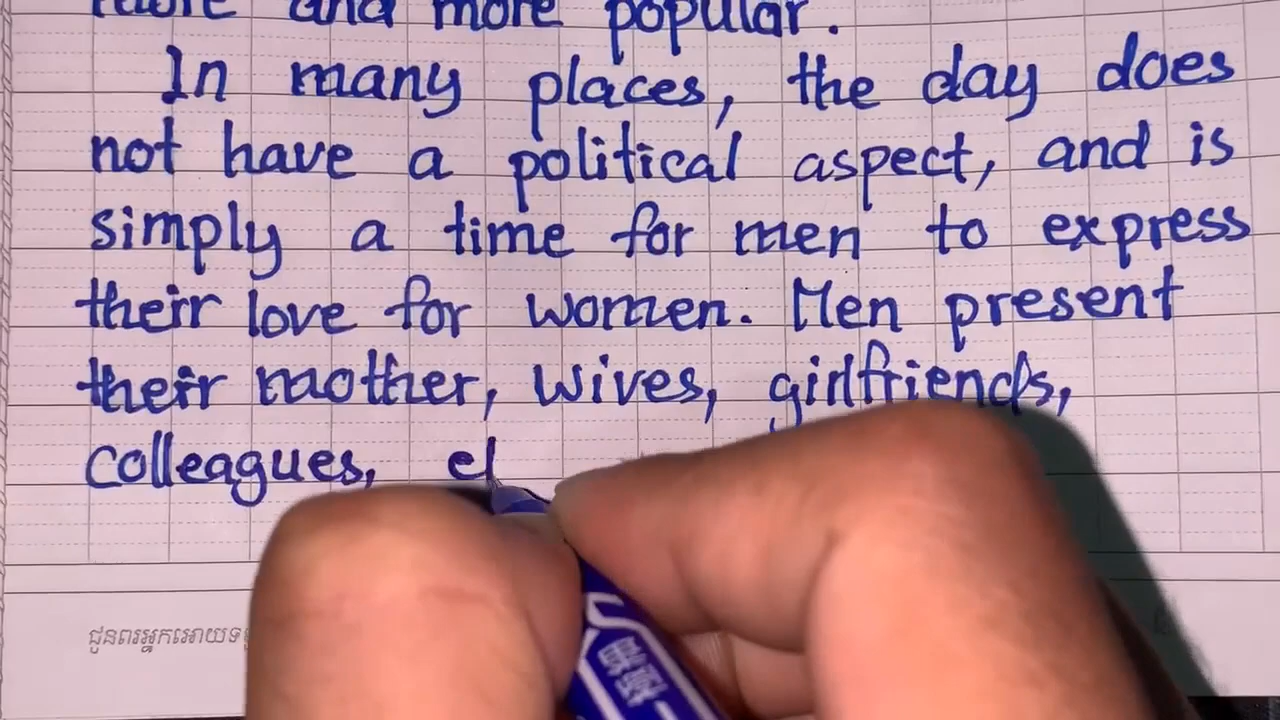 and more popular.
In many places, the day does
not have a political aspect, and is
simply a time for men to express
their love for women. Men present
their mother, wives, girlfriends,
colleagues,